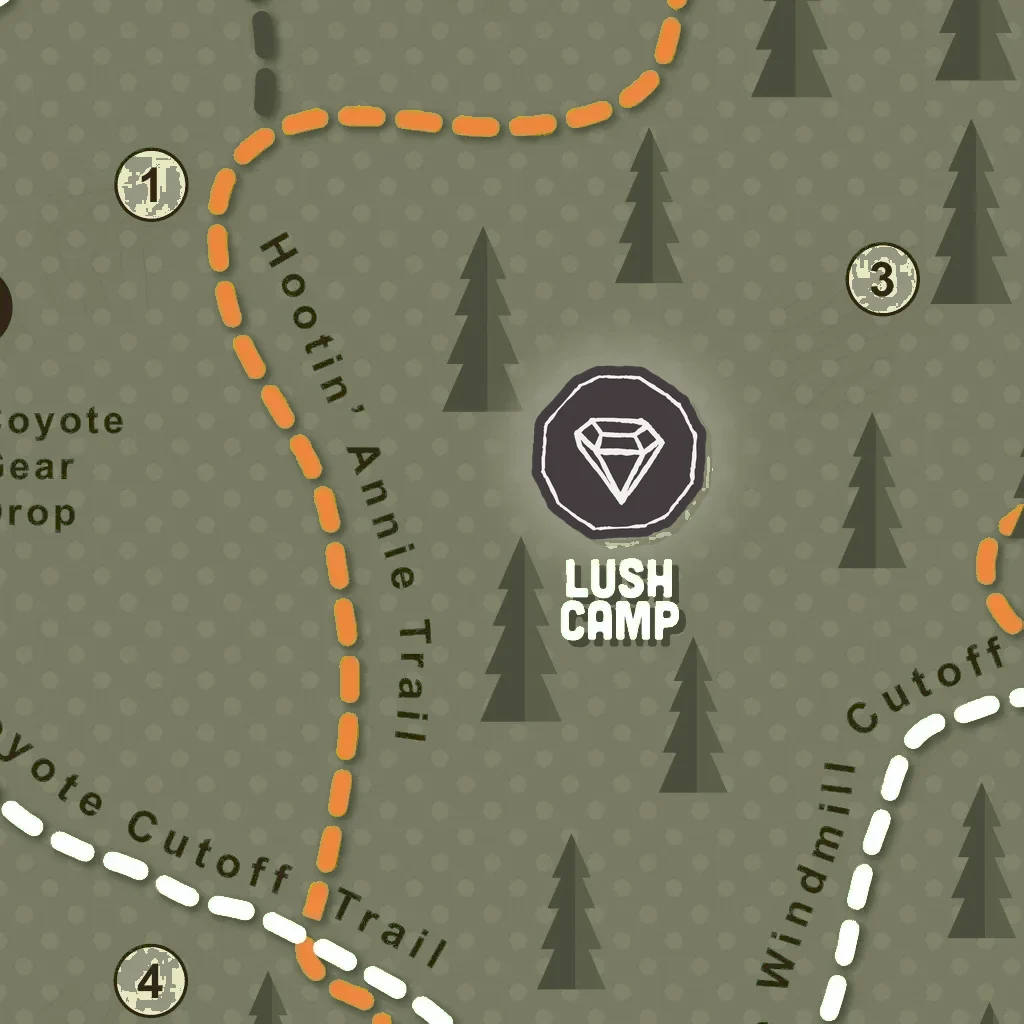 1
Hootin' Annie Trail
3
Gear
LUSH
CAMP
Cutoff Trail
Windmill Cutoff
4